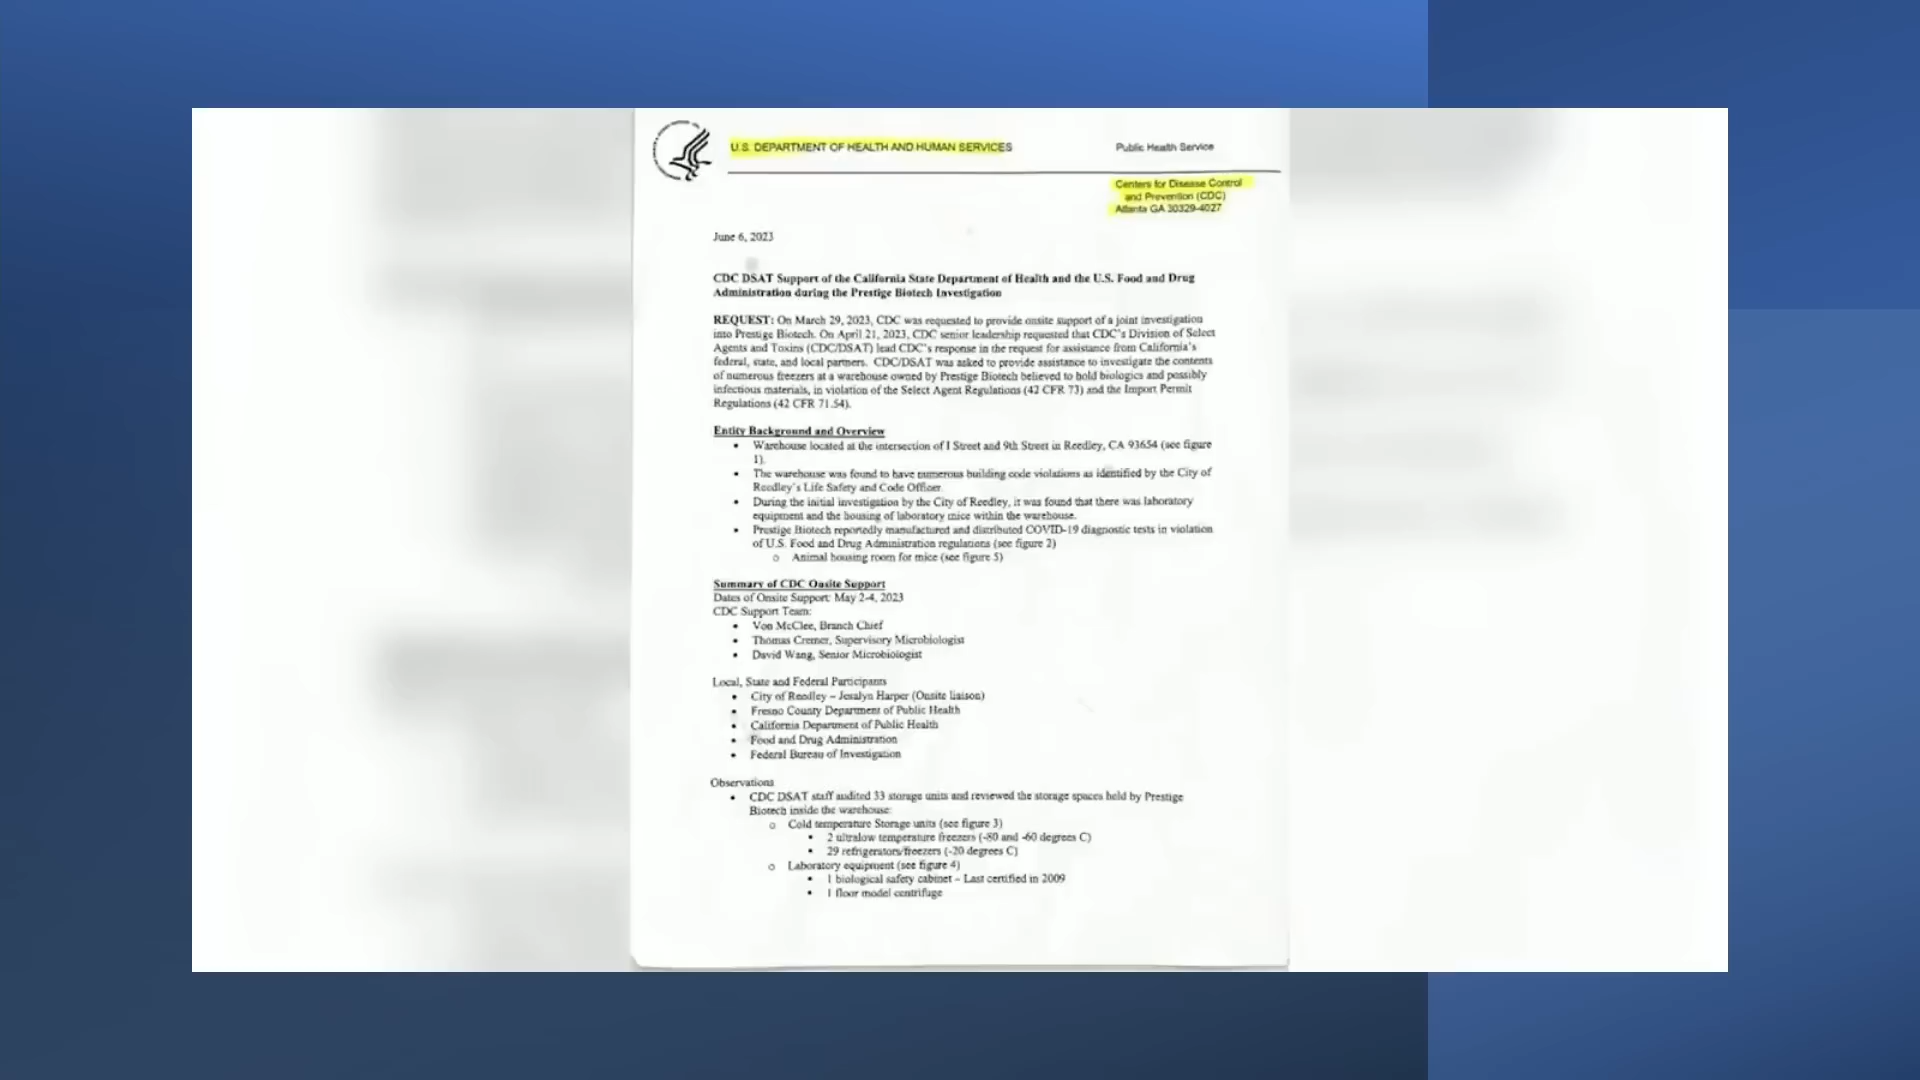 U.S. DEPARTMENT OF HEALTH AND HUMAN SERVICES
Public Health Service
Centers for Disease Control
and Prevention (CDC)
Atlanta GA 30329-4027
June 6, 2023
CDC DSAT Support of the California State Department of Health and the U.S. Food and Drug
Administration during the Prestige Biotech Investigation
REQUEST: On March 29, 2023, CDC was requested to provide onsite support of a joint investigation
into Prestige Biotech. On April 21, 2023, CDC senior leadership requested that CDC's Division of Select
Agents and Toxins (CDC/DSAT) lead CDC's response in the request for assistance from California's
federal, state, and local partners. CDC/DSAT was asked to provide assistance to investigate the contents
of numerous freezers at a warehouse owned by Prestige Biotech believed to hold biologics and possibly
infectious materials, in violation of the Select Agent Regulations (42 CFR 73) and the Import Permit
Regulations (42 CFR 71.54).
Entity Background and Overview
• Warehouse located at the intersection of I Street and 9th Street in Reedley, CA 93654 (see figure
1).
• The warehouse was found to have numerous building code violations as identified by the City of
Reedley's Life Safety and Code Officer.
• During the initial investigation by the City of Reedley, it was found that there was laboratory
equipment and the housing of laboratory mice within the warehouse.
• Prestige Biotech reportedly manufactured and distributed COVID-19 diagnostic tests in violation
of U.S. Food and Drug Administration regulations (see figure 2)
o Animal housing room for mice (see figure 5)
Summary of CDC Onsite Support
Dates of Onsite Support: May 2-4, 2023
CDC Support Team:
• Von McClee, Branch Chief
• Thomas Cremer, Supervisory Microbiologist
• David Wang, Senior Microbiologist
Local, State and Federal Participants
• City of Reedley – Jesalyn Harper (Onsite liaison)
• Fresno County Department of Public Health
• California Department of Public Health
• Food and Drug Administration
• Federal Bureau of Investigation
Observations
• CDC DSAT staff audited 33 storage units and reviewed the storage spaces held by Prestige
Biotech inside the warehouse:
o Cold temperature Storage units (see figure 3)
▪ 2 ultralow temperature freezers (-80 and -60 degrees C)
▪ 29 refrigerators/freezers (-20 degrees C)
o Laboratory equipment (see figure 4)
▪ 1 biological safety cabinet – Last certified in 2009
▪ 1 floor model centrifuge